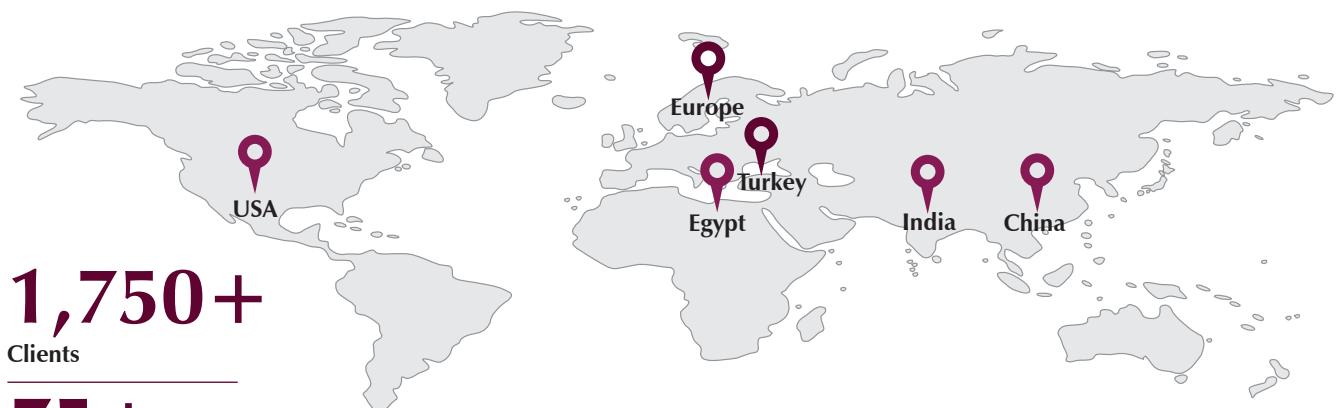 Europe
Turkey
USA
Egypt
India
China
1,750+
Clients